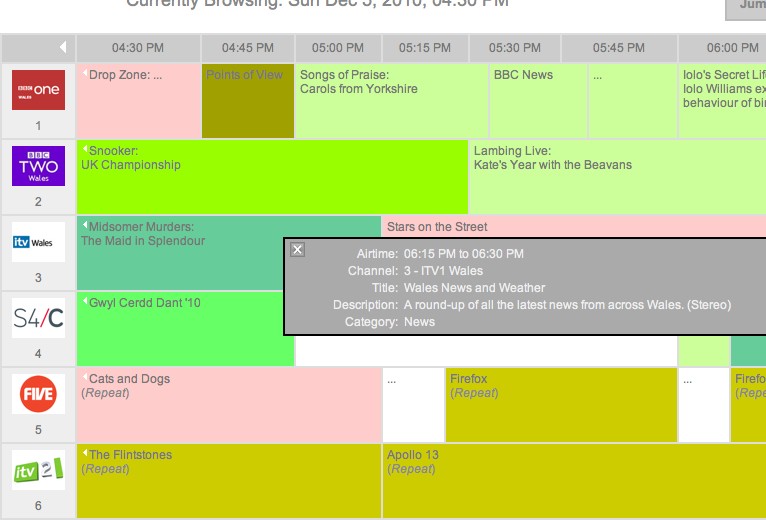 Currently Browsing: Sun Dec 5, 2010, 04:30 PM
Jum
04:30 PM 04:45 PM 05:00 PM 05:15 PM 05:30 PM 05:45 PM 06:00 PM
BBC one
WALES
1
Drop Zone: ...
Points of View
Songs of Praise:
Carols from Yorkshire
BBC News
...
Iolo's Secret Lif
Iolo Williams ex
behaviour of bir
BBC
TWO
Wales
2
Snooker:
UK Championship
Lambing Live:
Kate's Year with the Beavans
itv Wales
3
Midsomer Murders:
The Maid in Splendour
Stars on the Street
Airtime: 06:15 PM to 06:30 PM
Channel: 3 - ITV1 Wales
Title: Wales News and Weather
Description: A round-up of all the latest news from across Wales. (Stereo)
Category: News
S4/C
4
Gwyl Cerdd Dant '10
FIVE
5
Cats and Dogs
(Repeat)
...
Firefox
(Repeat)
...
Firefo
(Repe
itv2
6
The Flintstones
(Repeat)
Apollo 13
(Repeat)